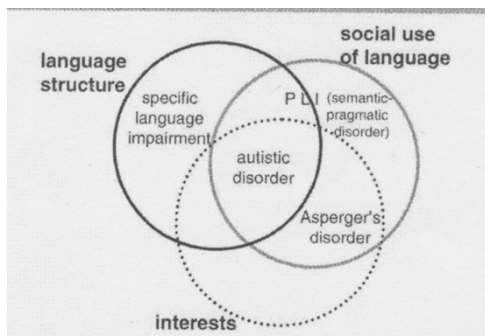 social use
of language
language
structure
specific
language
impairment
P L I (semantic-
pragmatic
disorder)
autistic
disorder
Asperger's
disorder
interests